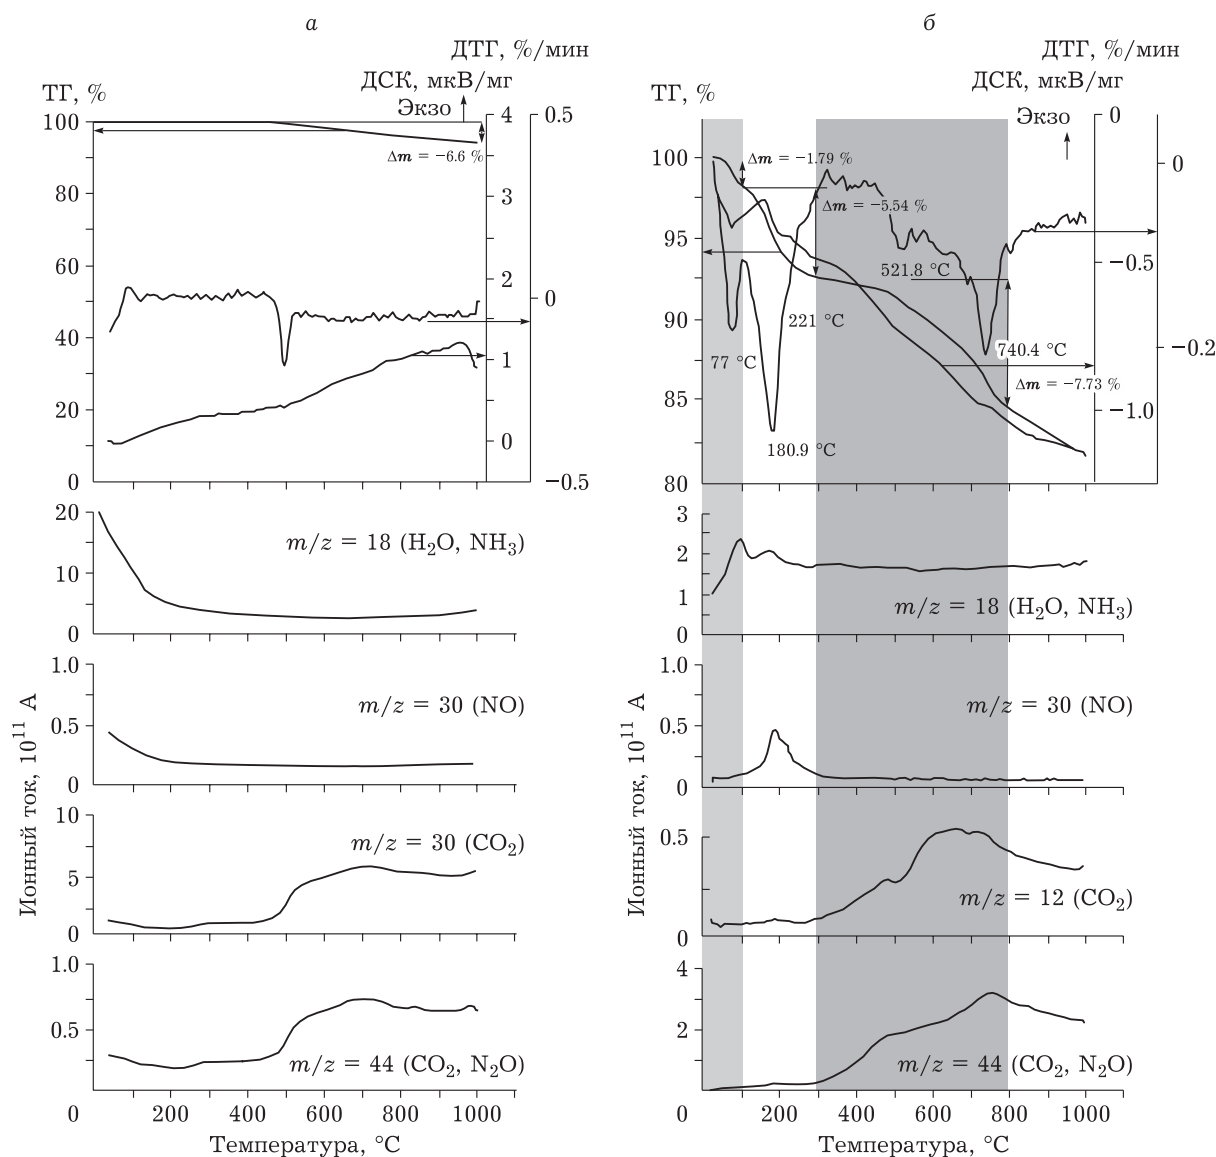 а
ДТГ, %/мин
ДСК, мкВ/мг
ТГ, %
Экзо
100
80
60
40
20
0
4
3
2
1
0
0.5
0
−0.5
Δm = −6.6 %
20
10
0
m/z = 18 (H₂O, NH₃)
1.0
0.5
0
m/z = 30 (NO)
10
5
0
m/z = 30 (CO₂)
1.0
0.5
m/z = 44 (CO₂, N₂O)
0 200 400 600 800 1000
Температура, °C
Ионный ток, 10¹¹ А
б
ДТГ, %/мин
ДСК, мкВ/мг
ТГ, %
Экзо
100
95
90
85
80
0
−0.5
−1.0
0
−0.2
Δm = −1.79 %
Δm = −5.54 %
521.8 °C
221 °C
77 °C
740.4 °C
Δm = −7.73 %
180.9 °C
3
2
1
0
m/z = 18 (H₂O, NH₃)
1.0
0.5
0
m/z = 30 (NO)
0.5
0
m/z = 12 (CO₂)
4
2
m/z = 44 (CO₂, N₂O)
0 200 400 600 800 1000
Температура, °C
Ионный ток, 10¹¹ А